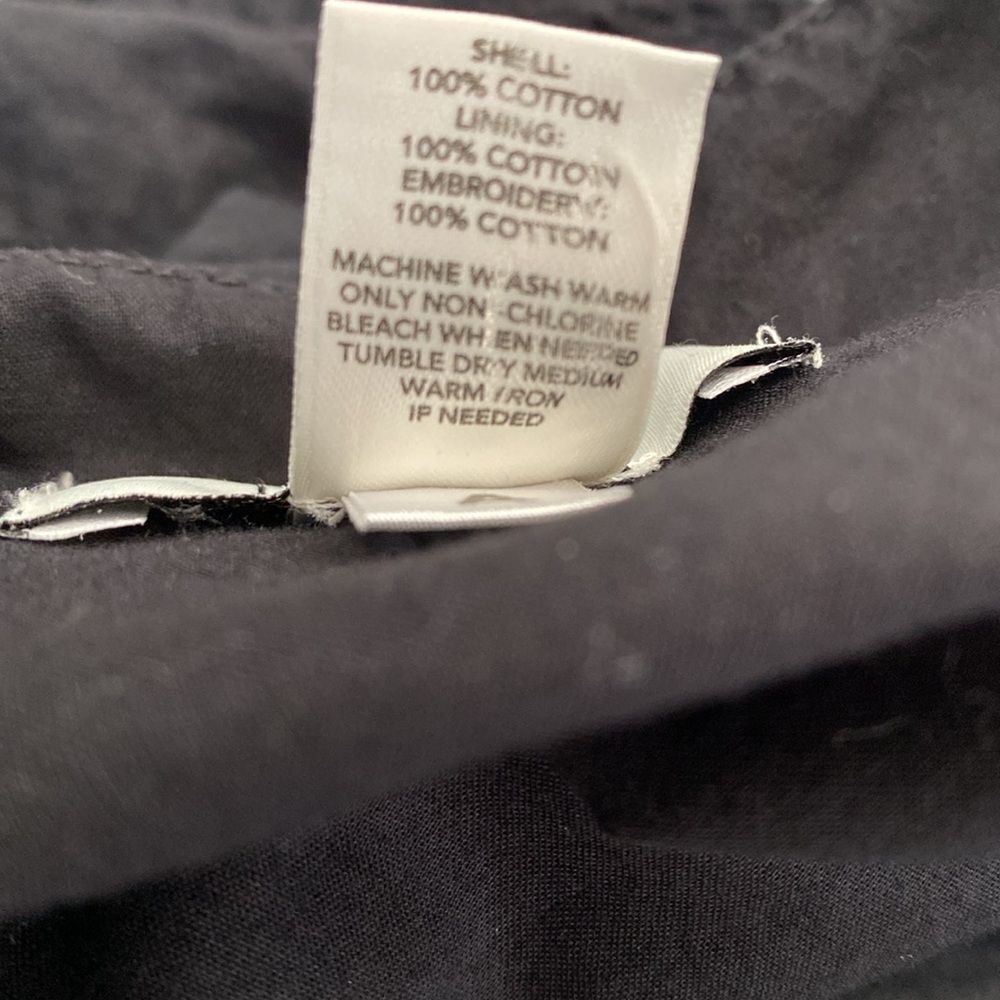 SHELL:
100% COTTON
LINING:
100% COTTON
EMBROIDERY:
100% COTTON
MACHINE WASH WARM
ONLY NON-CHLORINE
BLEACH WHEN NEEDED
TUMBLE DRY MEDIUM
WARM IRON
IF NEEDED